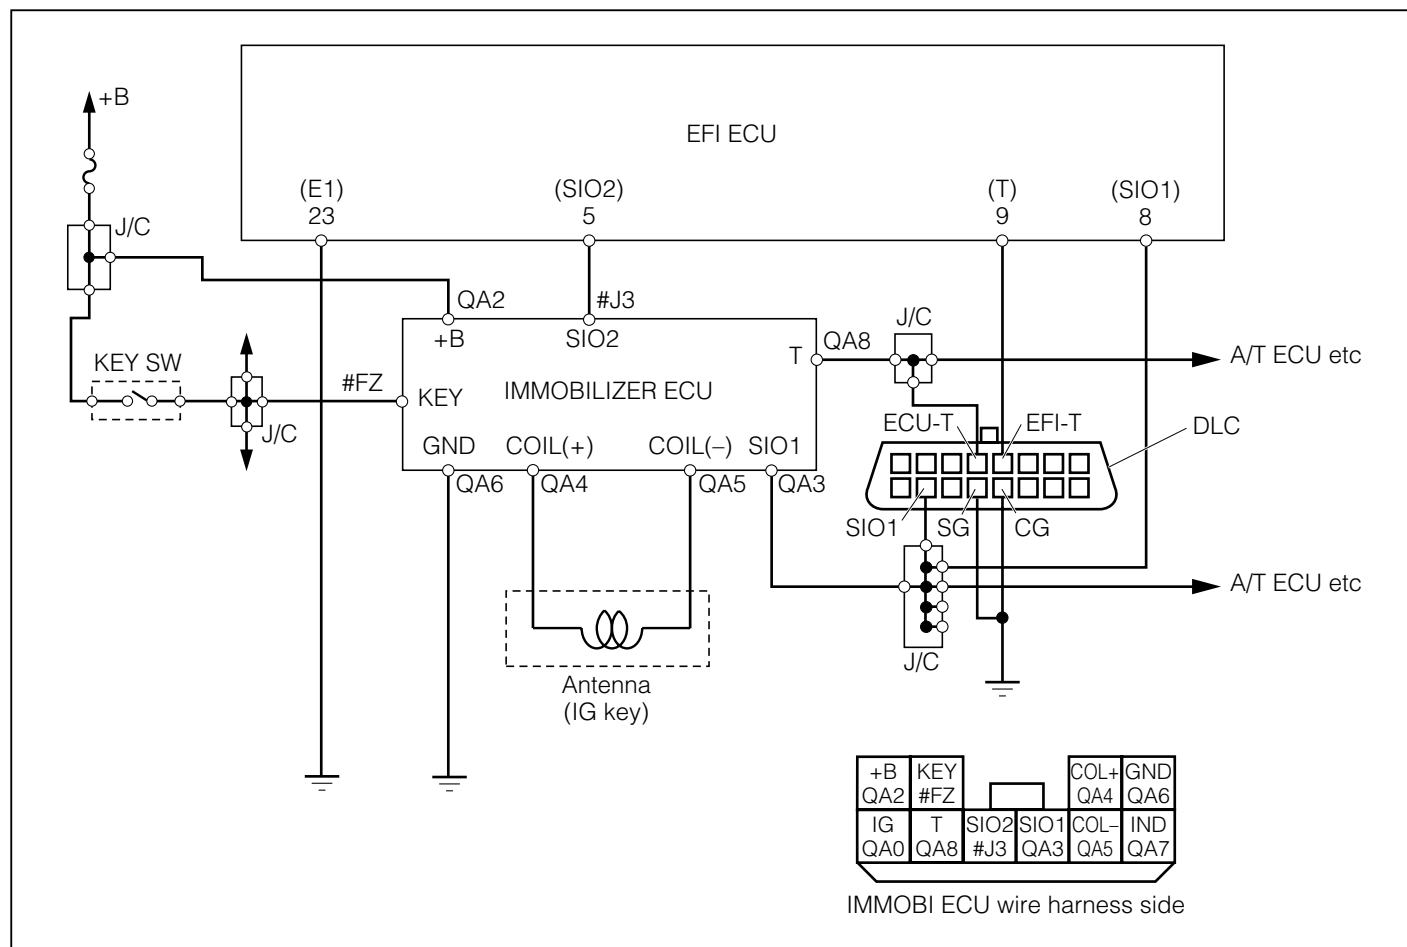 +B
EFI ECU
(E1)
23
(SIO2)
5
(T)
9
(SIO1)
8
J/C
QA2
#J3
+B
SIO2
J/C
T
QA8
A/T ECU etc
KEY SW
#FZ
KEY
IMMOBILIZER ECU
J/C
ECU-T
EFI-T
DLC
GND
COIL(+)
COIL(–)
SIO1
QA6
QA4
QA5
QA3
SIO1
SG
CG
A/T ECU etc
J/C
Antenna
(IG key)
+B
QA2
KEY
#FZ
COL+
QA4
GND
QA6
IG
QA0
T
QA8
SIO2
#J3
SIO1
QA3
COL–
QA5
IND
QA7
IMMOBI ECU wire harness side